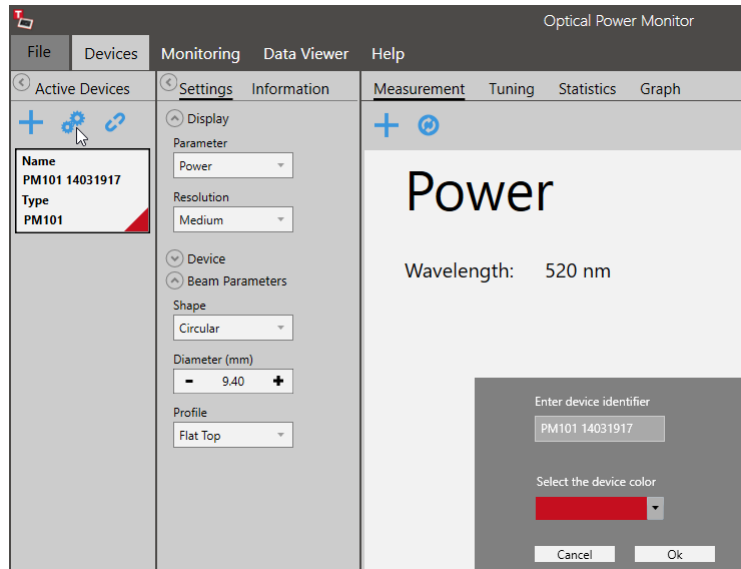 Optical Power Monitor
File Devices Monitoring Data Viewer Help
Active Devices
Settings Information
Measurement Tuning Statistics Graph
Display
Parameter
Power
Resolution
Medium
Device
Beam Parameters
Shape
Circular
Diameter (mm)
- 9.40 +
Profile
Flat Top
Name
PM101 14031917
Type
PM101
Power
Wavelength: 520 nm
Enter device identifier
PM101 14031917
Select the device color
Cancel Ok